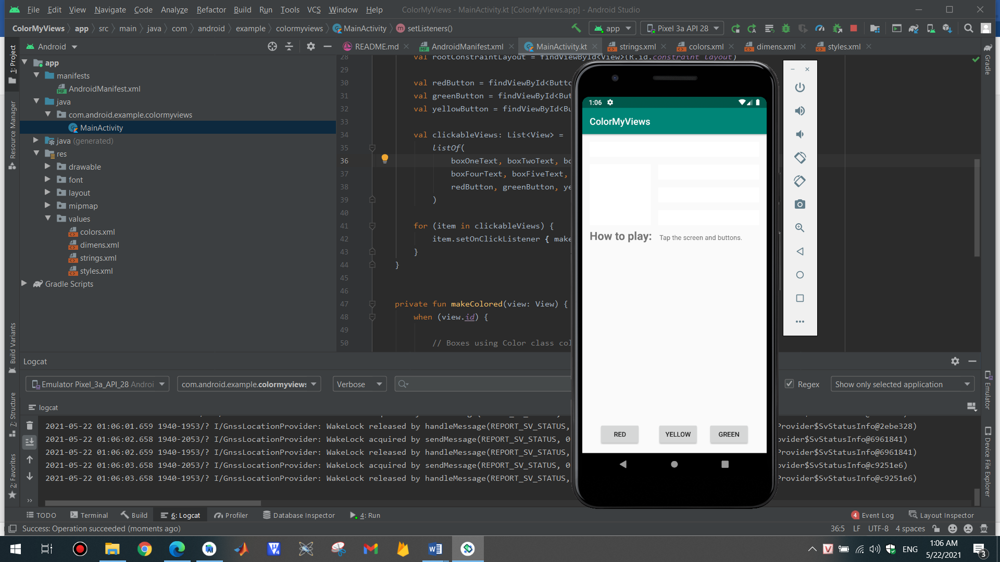 File Edit View Navigate Code Analyze Refactor Build Run Tools VCS Window Help ColorMyViews - MainActivity.kt [ColorMyViews.app] - Android Studio
ColorMyViews app src main java com android example colormyviews MainActivity setListeners() app Pixel 3a API 28
Android README.md AndroidManifest.xml MainActivity.kt strings.xml colors.xml dimens.xml styles.xml
1: Project
Resource Manager
Build Variants
7: Structure
2: Favorites
app
manifests
AndroidManifest.xml
java
com.android.example.colormyviews
MainActivity
java (generated)
res
drawable
font
layout
mipmap
values
colors.xml
dimens.xml
strings.xml
styles.xml
Gradle Scripts
28 val rootConstraintLayout = findViewById<View>(R.id.constraint_layout)
29
30 val redButton = findViewById<Butto
31 val greenButton = findViewById<But
32 val yellowButton = findViewById<Bu
33
34 val clickableViews: List<View> =
35 listOf(
36 boxOneText, boxTwoText, bo
37 boxFourText, boxFiveText,
38 redButton, greenButton, ye
39 )
40
41 for (item in clickableViews) {
42 item.setOnClickListener { make
43 }
44 }
45
46
47 private fun makeColored(view: View) {
48 when (view.id) {
49
50 // Boxes using Color class col
1:06
ColorMyViews
How to play: Tap the screen and buttons.
RED YELLOW GREEN
Gradle
Emulator
Device File Explorer
Logcat
Emulator Pixel_3a_API_28 Androi com.android.example.colormyviews Verbose Regex Show only selected application
logcat
2021-05-22 01:06:01.659 1940-1953/? I/GnssLocationProvider: WakeLock released by handleMessage(REPORT_SV_STATUS, Provider$SvStatusInfo@2ebe328)
2021-05-22 01:06:02.658 1940-2053/? I/GnssLocationProvider: WakeLock acquired by sendMessage(REPORT_SV_STATUS, 0 ovider$SvStatusInfo@6961841)
2021-05-22 01:06:02.659 1940-1953/? I/GnssLocationProvider: WakeLock released by handleMessage(REPORT_SV_STATUS, Provider$SvStatusInfo@6961841)
2021-05-22 01:06:03.658 1940-2053/? I/GnssLocationProvider: WakeLock acquired by sendMessage(REPORT_SV_STATUS, 0 ovider$SvStatusInfo@c9251e6)
2021-05-22 01:06:03.658 1940-1953/? I/GnssLocationProvider: WakeLock released by handleMessage(REPORT_SV_STATUS, Provider$SvStatusInfo@c9251e6)
TODO Terminal Build 6: Logcat Profiler Database Inspector 4: Run 4 Event Log Layout Inspector
Success: Operation succeeded (moments ago) 36:5 LF UTF-8 4 spaces
ENG 1:06 AM
5/22/2021 3